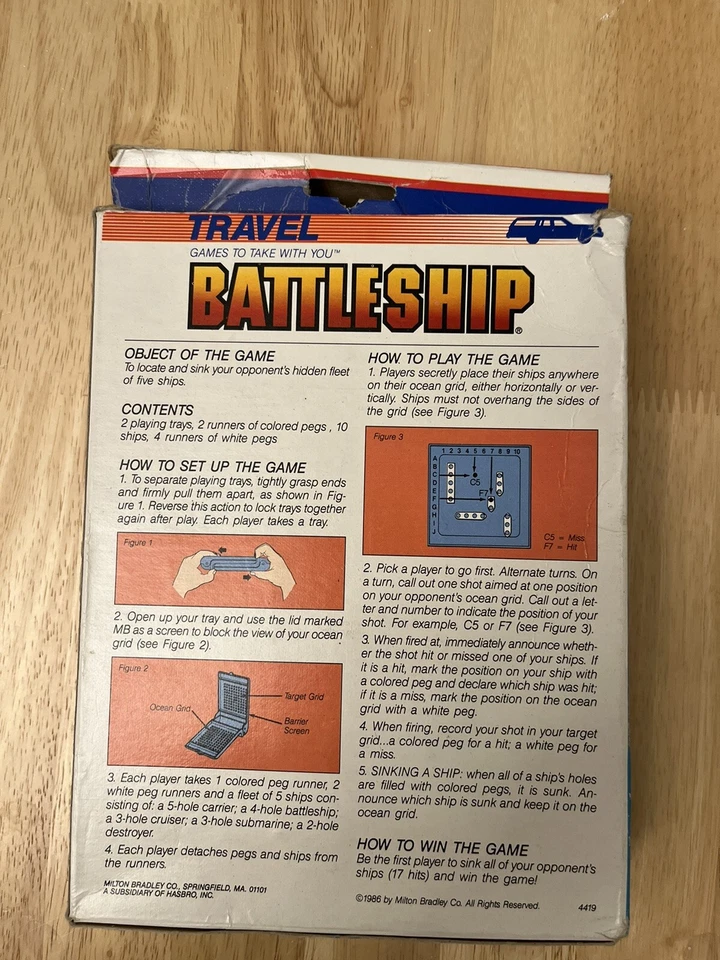 TRAVEL
GAMES TO TAKE WITH YOU™
BATTLESHIP®
OBJECT OF THE GAME
To locate and sink your opponent's hidden fleet
of five ships.
CONTENTS
2 playing trays, 2 runners of colored pegs , 10
ships, 4 runners of white pegs
HOW TO SET UP THE GAME
1. To separate playing trays, tightly grasp ends
and firmly pull them apart, as shown in Fig-
ure 1. Reverse this action to lock trays together
again after play. Each player takes a tray.
Figure 1
2. Open up your tray and use the lid marked
MB as a screen to block the view of your ocean
grid (see Figure 2).
Figure 2
Target Grid
Ocean Grid
Barrier
Screen
3. Each player takes 1 colored peg runner, 2
white peg runners and a fleet of 5 ships con-
sisting of: a 5-hole carrier; a 4-hole battleship;
a 3-hole cruiser; a 3-hole submarine; a 2-hole
destroyer.
4. Each player detaches pegs and ships from
the runners.
MILTON BRADLEY CO., SPRINGFIELD, MA. 01101
A SUBSIDIARY OF HASBRO, INC.
HOW TO PLAY THE GAME
1. Players secretly place their ships anywhere
on their ocean grid, either horizontally or ver-
tically. Ships must not overhang the sides of
the grid (see Figure 3).
Figure 3
1 2 3 4 5 6 7 8 9 10
A
B
C
D
E
F
G
H
I
J
C5
F7
C5 = Miss
F7 = Hit
2. Pick a player to go first. Alternate turns. On
a turn, call out one shot aimed at one position
on your opponent's ocean grid. Call out a let-
ter and number to indicate the position of your
shot. For example, C5 or F7 (see Figure 3).
3. When fired at, immediately announce wheth-
er the shot hit or missed one of your ships. If
it is a hit, mark the position on your ship with
a colored peg and declare which ship was hit;
if it is a miss, mark the position on the ocean
grid with a white peg.
4. When firing, record your shot in your target
grid...a colored peg for a hit; a white peg for
a miss.
5. SINKING A SHIP: when all of a ship's holes
are filled with colored pegs, it is sunk. An-
nounce which ship is sunk and keep it on the
ocean grid.
HOW TO WIN THE GAME
Be the first player to sink all of your opponent's
ships (17 hits) and win the game!
©1986 by Milton Bradley Co. All Rights Reserved.
4419